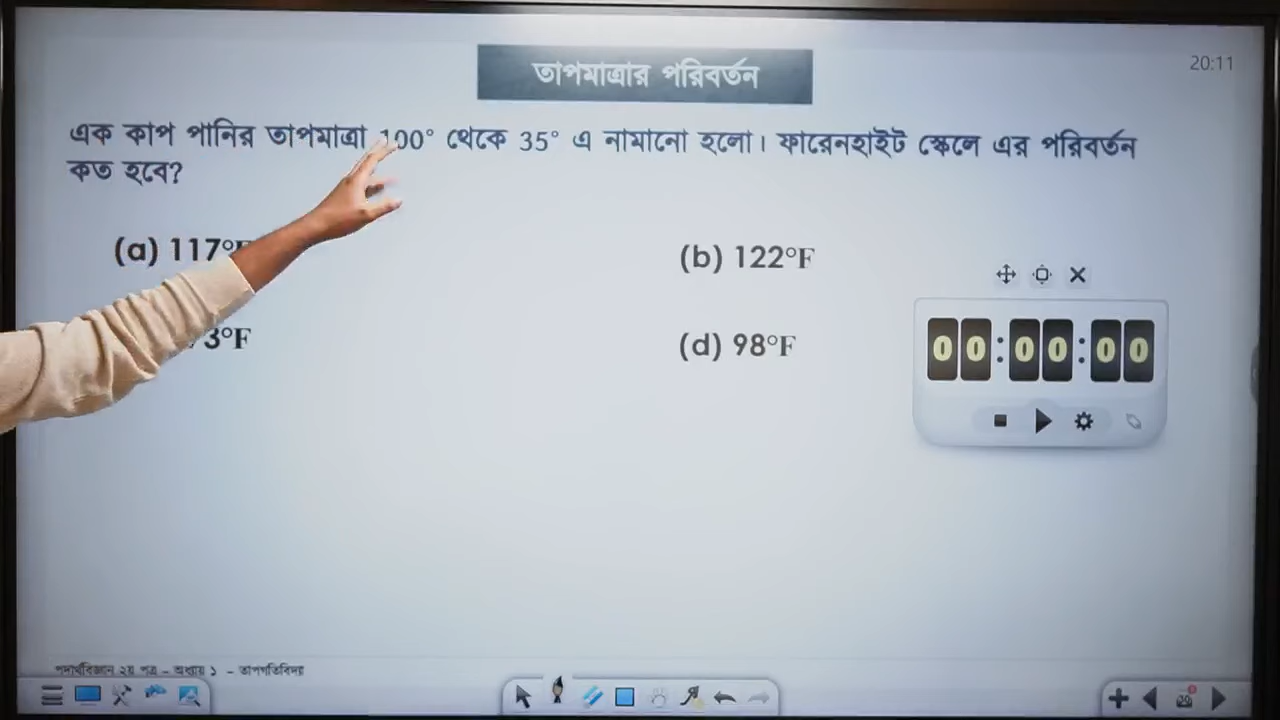 তাপমাত্রার পরিবর্তন
20:11
এক কাপ পানির তাপমাত্রা 100° থেকে 35° এ নামানো হলো। ফারেনহাইট স্কেলে এর পরিবর্তন
কত হবে?
(a) 117°F
(b) 122°F
3°F
(d) 98°F
00:00:00
পদার্থবিজ্ঞান ২য় পত্র – অধ্যায় ১ – তাপগতিবিদ্যা